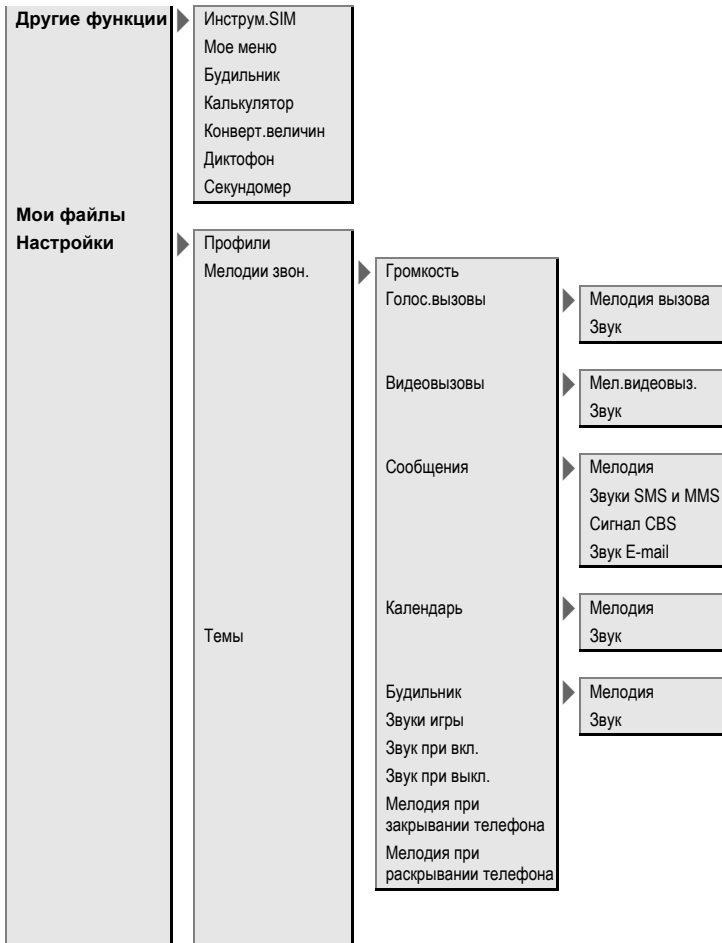 Другие функции
Инструм.SIM
Мое меню
Будильник
Калькулятор
Конверт.величин
Диктофон
Секундомер
Мои файлы
Настройки
Профили
Мелодии звон.
Громкость
Голос.вызовы
Мелодия вызова
Звук
Видеовызовы
Мел.видеовыз.
Звук
Сообщения
Мелодия
Звуки SMS и MMS
Сигнал CBS
Звук E-mail
Календарь
Мелодия
Звук
Темы
Будильник
Мелодия
Звук
Звуки игры
Звук при вкл.
Звук при выкл.
Мелодия при
закрывании телефона
Мелодия при
раскрывании телефона